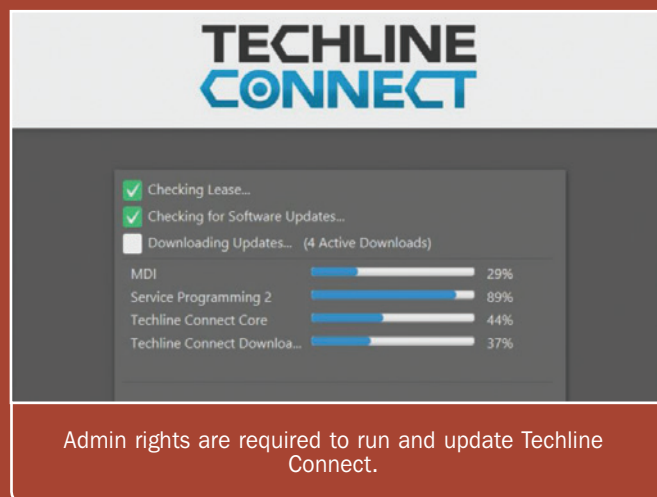 TECHLINE
CONNECT
Checking Lease...
Checking for Software Updates...
Downloading Updates... (4 Active Downloads)
MDI 29%
Service Programming 2 89%
Techline Connect Core 44%
Techline Connect Downloa... 37%
Admin rights are required to run and update Techline
Connect.